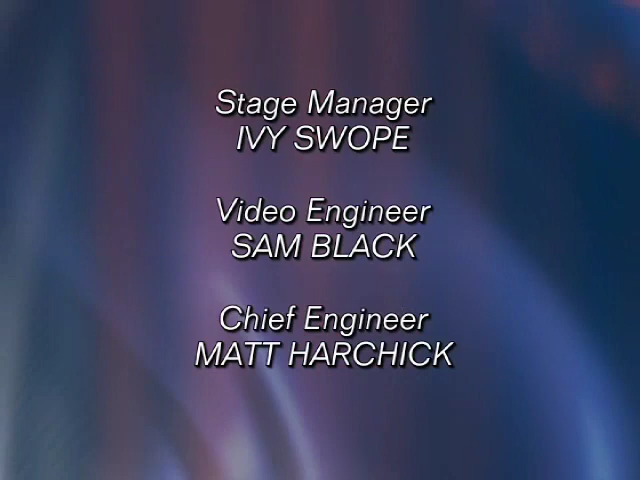 Stage Manager
IVY SWOPE
Video Engineer
SAM BLACK
Chief Engineer
MATT HARCHICK